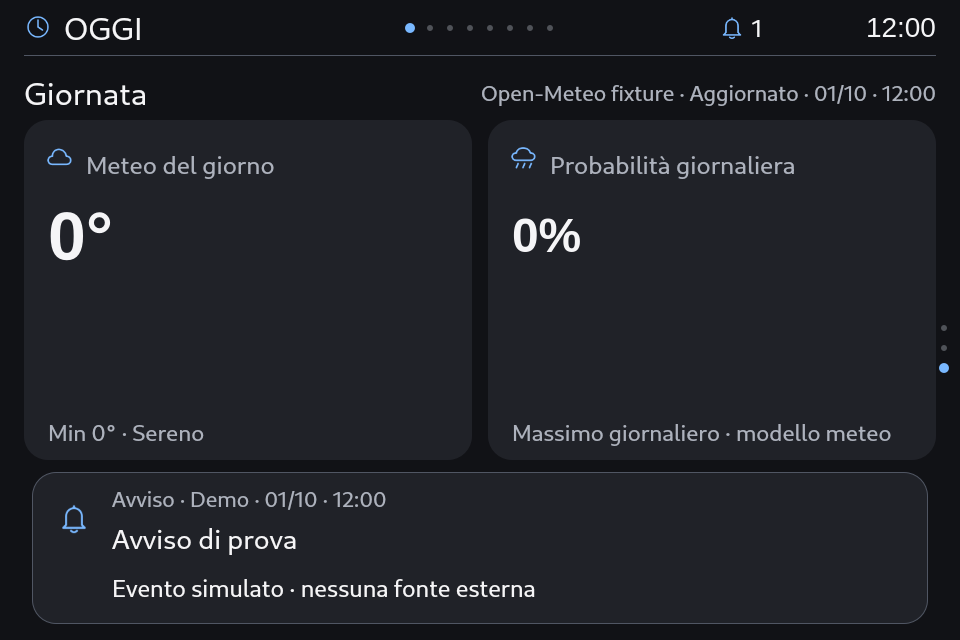 OGGI
1
12:00
Giornata
Open-Meteo fixture · Aggiornato · 01/10 · 12:00
Meteo del giorno
0°
Min 0° · Sereno
Probabilità giornaliera
0%
Massimo giornaliero · modello meteo
Avviso · Demo · 01/10 · 12:00
Avviso di prova
Evento simulato · nessuna fonte esterna